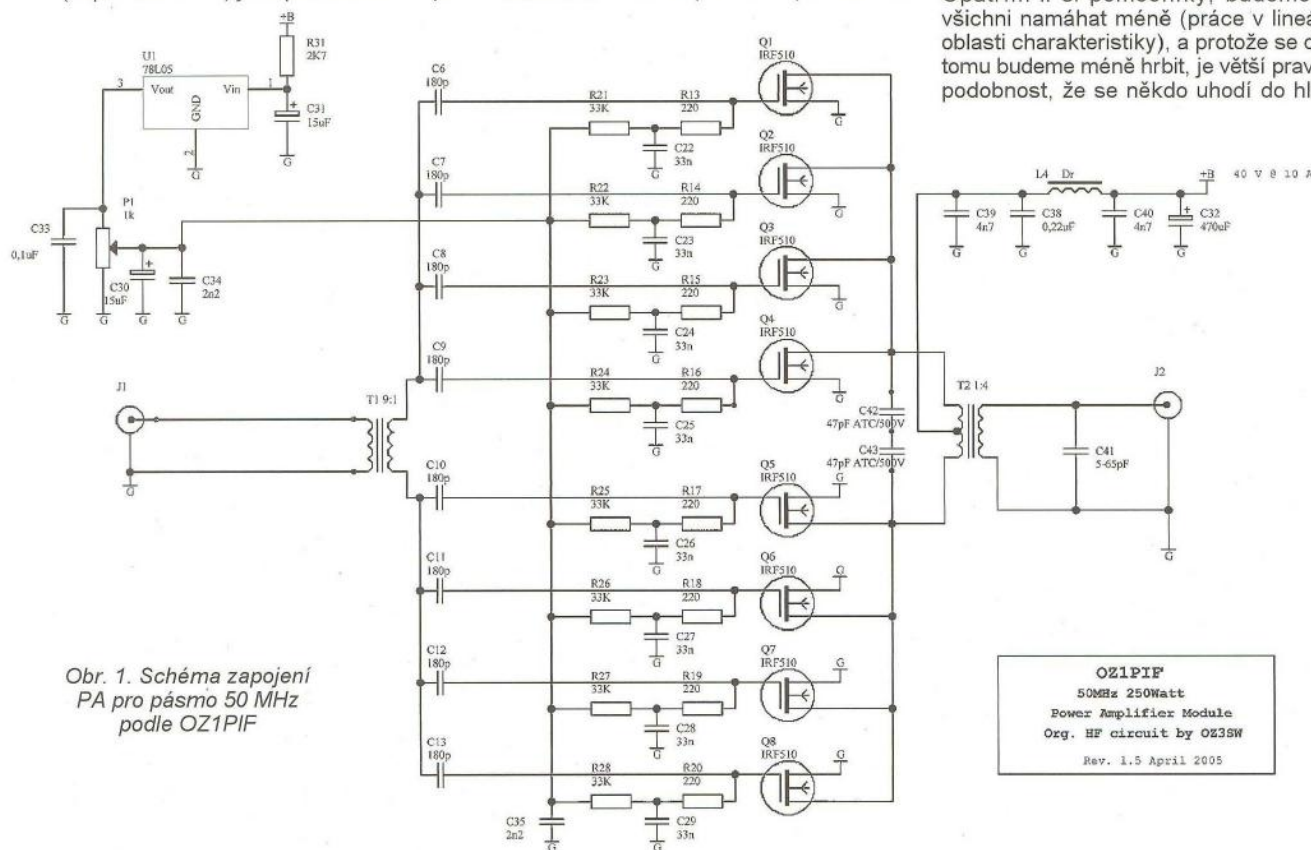 všichni namáhat méně (práce v lineá
oblasti charakteristiky), a protože se o
tomu budeme méně hrbit, je větší prav
podobnost, že se někdo uhodí do hl
+B
R31
2K7
U1
78L05
3
Vout
Vin
1
GND
2
C31
15uF
G
G
P1
1k
C33
0,1uF
C30
15uF
C34
2n2
G
G
G
G
J1
G
T1 9:1
C6
180p
R21
33K
R13
220
C22
33n
G
Q1
IRF510
G
C7
180p
R22
33K
R14
220
C23
33n
G
Q2
IRF510
G
C8
180p
R23
33K
R15
220
C24
33n
G
Q3
IRF510
G
C9
180p
R24
33K
R16
220
C25
33n
G
Q4
IRF510
G
C42
47pF ATC/500V
C43
47pF ATC/500V
C10
180p
R25
33K
R17
220
C26
33n
G
Q5
IRF510
G
C11
180p
R26
33K
R18
220
C27
33n
G
Q6
IRF510
G
C12
180p
R27
33K
R19
220
C28
33n
G
Q7
IRF510
G
C13
180p
R28
33K
R20
220
C29
33n
G
Q8
IRF510
G
C35
2n2
G
L4 Dr
+B
40 V @ 10 A
C39
4n7
G
C38
0,22uF
G
C40
4n7
G
C32
470uF
G
T2 1:4
C41
5-65pF
J2
G
Obr. 1. Schéma zapojení
PA pro pásmo 50 MHz
podle OZ1PIF
OZ1PIF
50MHz 250Watt
Power Amplifier Module
Org. HF circuit by OZ3SW
Rev. 1.5 April 2005